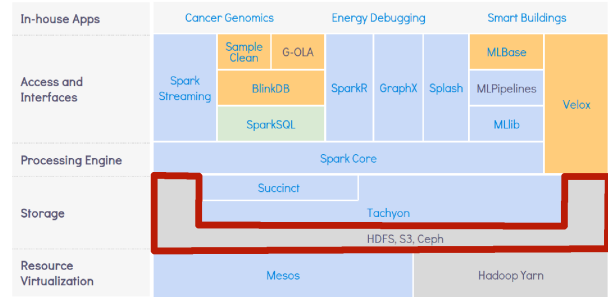 In-house Apps
Cancer Genomics
Energy Debugging
Smart Buildings
Access and
Interfaces
Spark
Streaming
Sample
Clean
G-OLA
BlinkDB
SparkSQL
SparkR
GraphX
Splash
MLBase
MLPipelines
MLlib
Velox
Processing Engine
Spark Core
Storage
Succinct
Tachyon
HDFS, S3, Ceph
Resource
Virtualization
Mesos
Hadoop Yarn